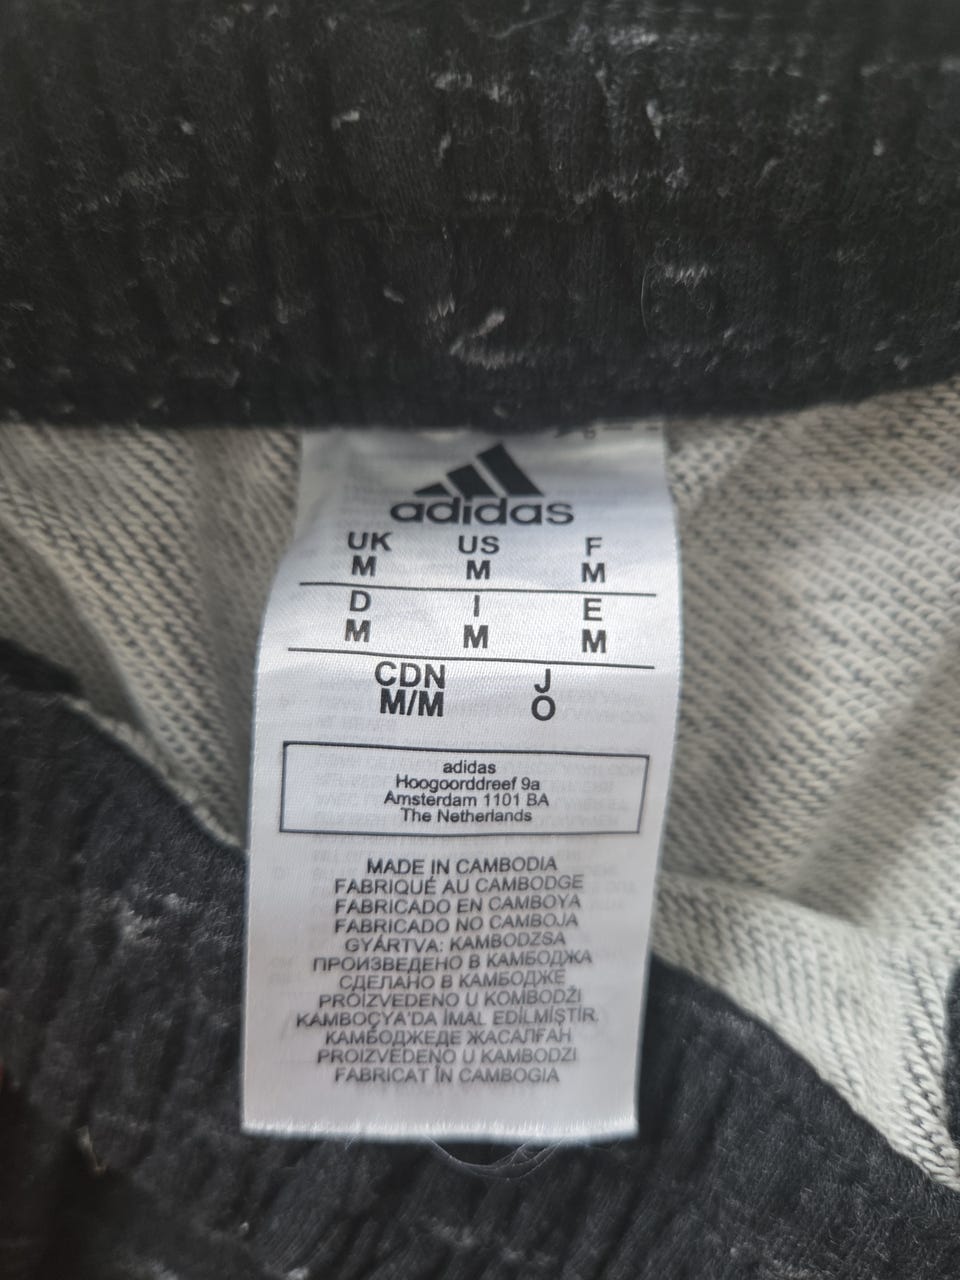 adidas
UK US F
M M M
D I E
M M M
CDN J
M/M O
adidas
Hoogoorddreef 9a
Amsterdam 1101 BA
The Netherlands
MADE IN CAMBODIA
FABRIQUÉ AU CAMBODGE
FABRICADO EN CAMBOYA
FABRICADO NO CAMBOJA
GYÁRTVA: KAMBODZSA
ПРОИЗВЕДЕНО В КАМБОДЖА
СДЕЛАНО В КАМБОДЖЕ
PROIZVEDENO U KOMBODŽI
KAMBOÇYA'DA İMAL EDİLMİŞTİR.
КАМБОДЖЕДЕ ЖАСАЛҒАН
PROIZVEDENO U KAMBODZI
FABRICAT ÎN CAMBOGIA